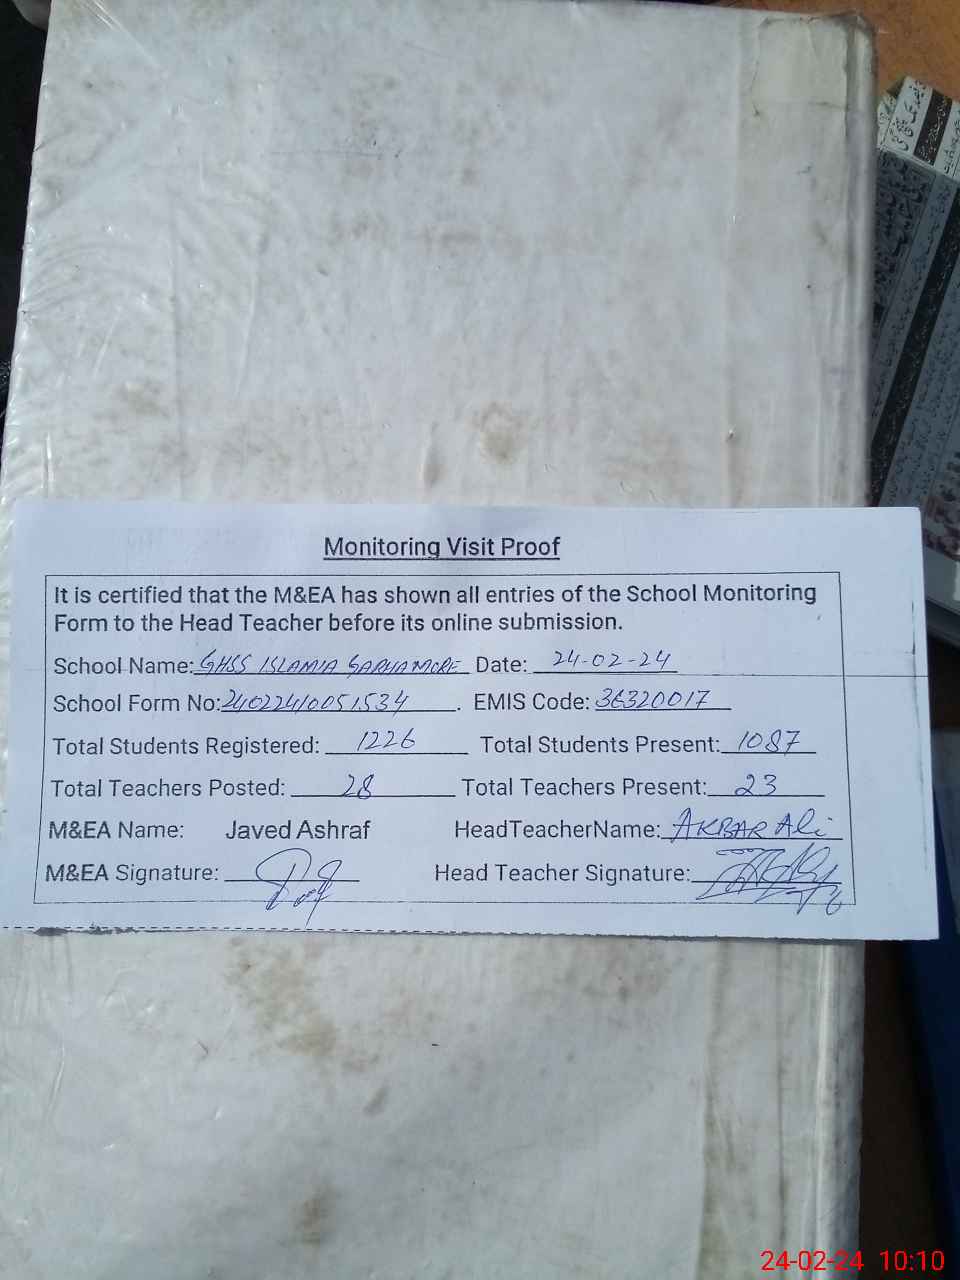 Monitoring Visit Proof
It is certified that the M&EA has shown all entries of the School Monitoring
Form to the Head Teacher before its online submission.
School Name: GHSS ISLAMIA GARHA MORE Date: 24-02-24
School Form No: 24022410051534. EMIS Code: 36320017
Total Students Registered: 1226 Total Students Present: 1087
Total Teachers Posted: 28 Total Teachers Present: 23
M&EA Name: Javed Ashraf HeadTeacherName: AKBAR Ali
M&EA Signature: Head Teacher Signature:
24-02-24 10:10